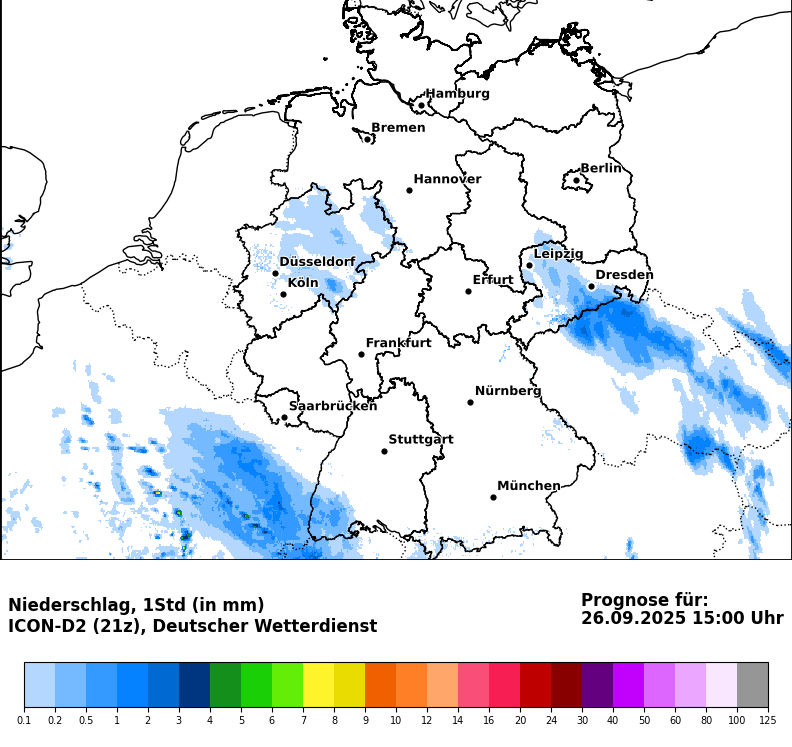 Hamburg
Bremen
Berlin
Hannover
Leipzig
Düsseldorf
Dresden
Köln
Erfurt
Frankfurt
Nürnberg
Saarbrücken
Stuttgart
München
Niederschlag, 1Std (in mm)
ICON-D2 (21z), Deutscher Wetterdienst
Prognose für:
26.09.2025 15:00 Uhr
0.1 0.2 0.5 1 2 3 4 5 6 7 8 9 10 12 14 16 20 24 30 40 50 60 80 100 125